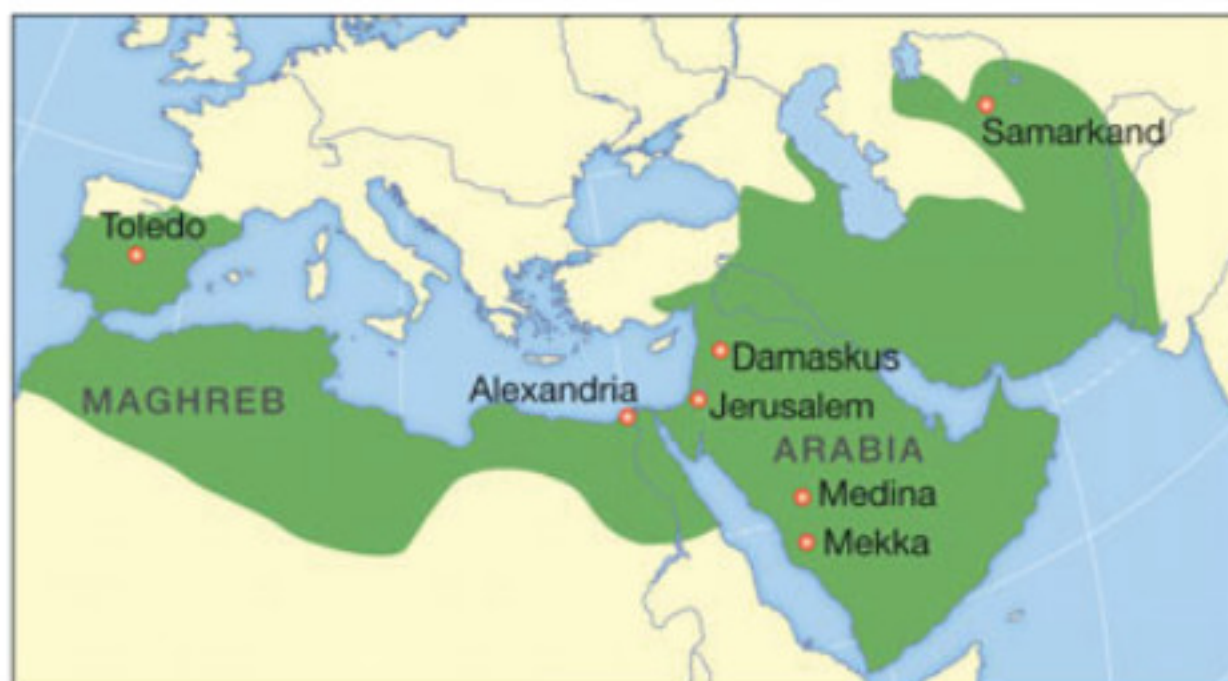 Samarkand
Toledo
Damaskus
MAGHREB
Alexandria
Jerusalem
ARABIA
Medina
Mekka